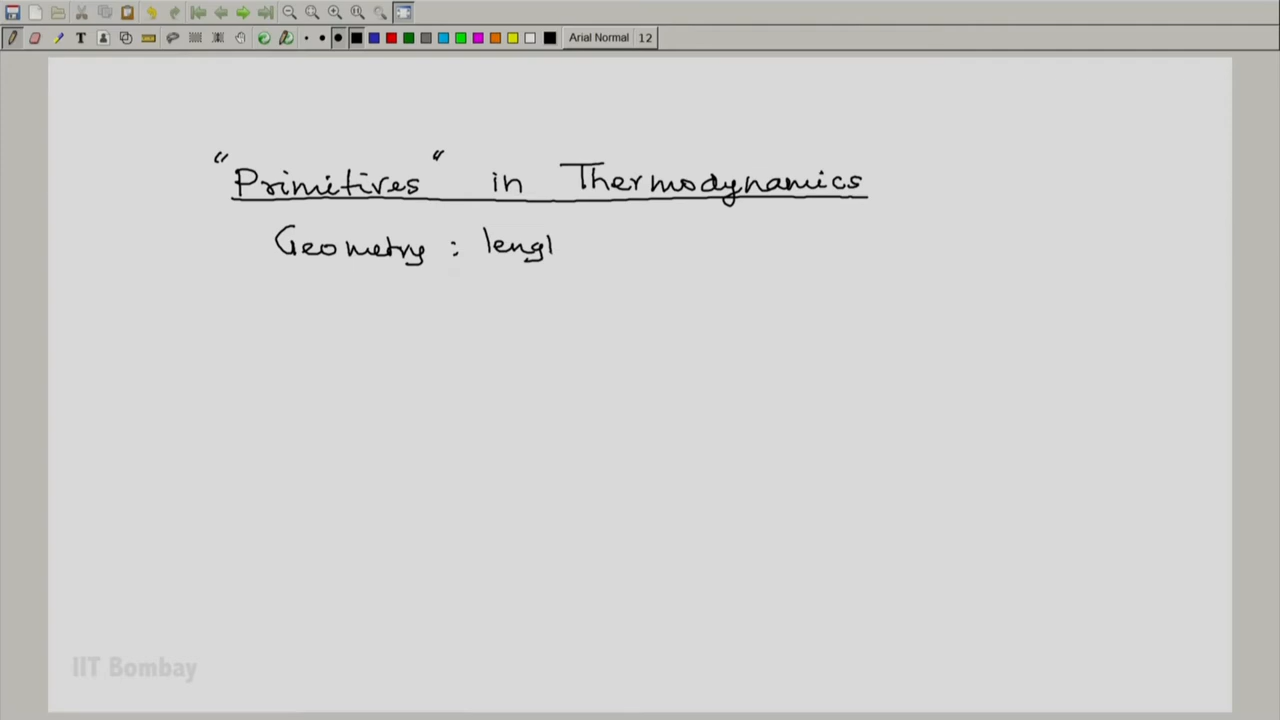 Arial Normal 12
"Primitives" in Thermodynamics
Geometry : lengl
IIT Bombay